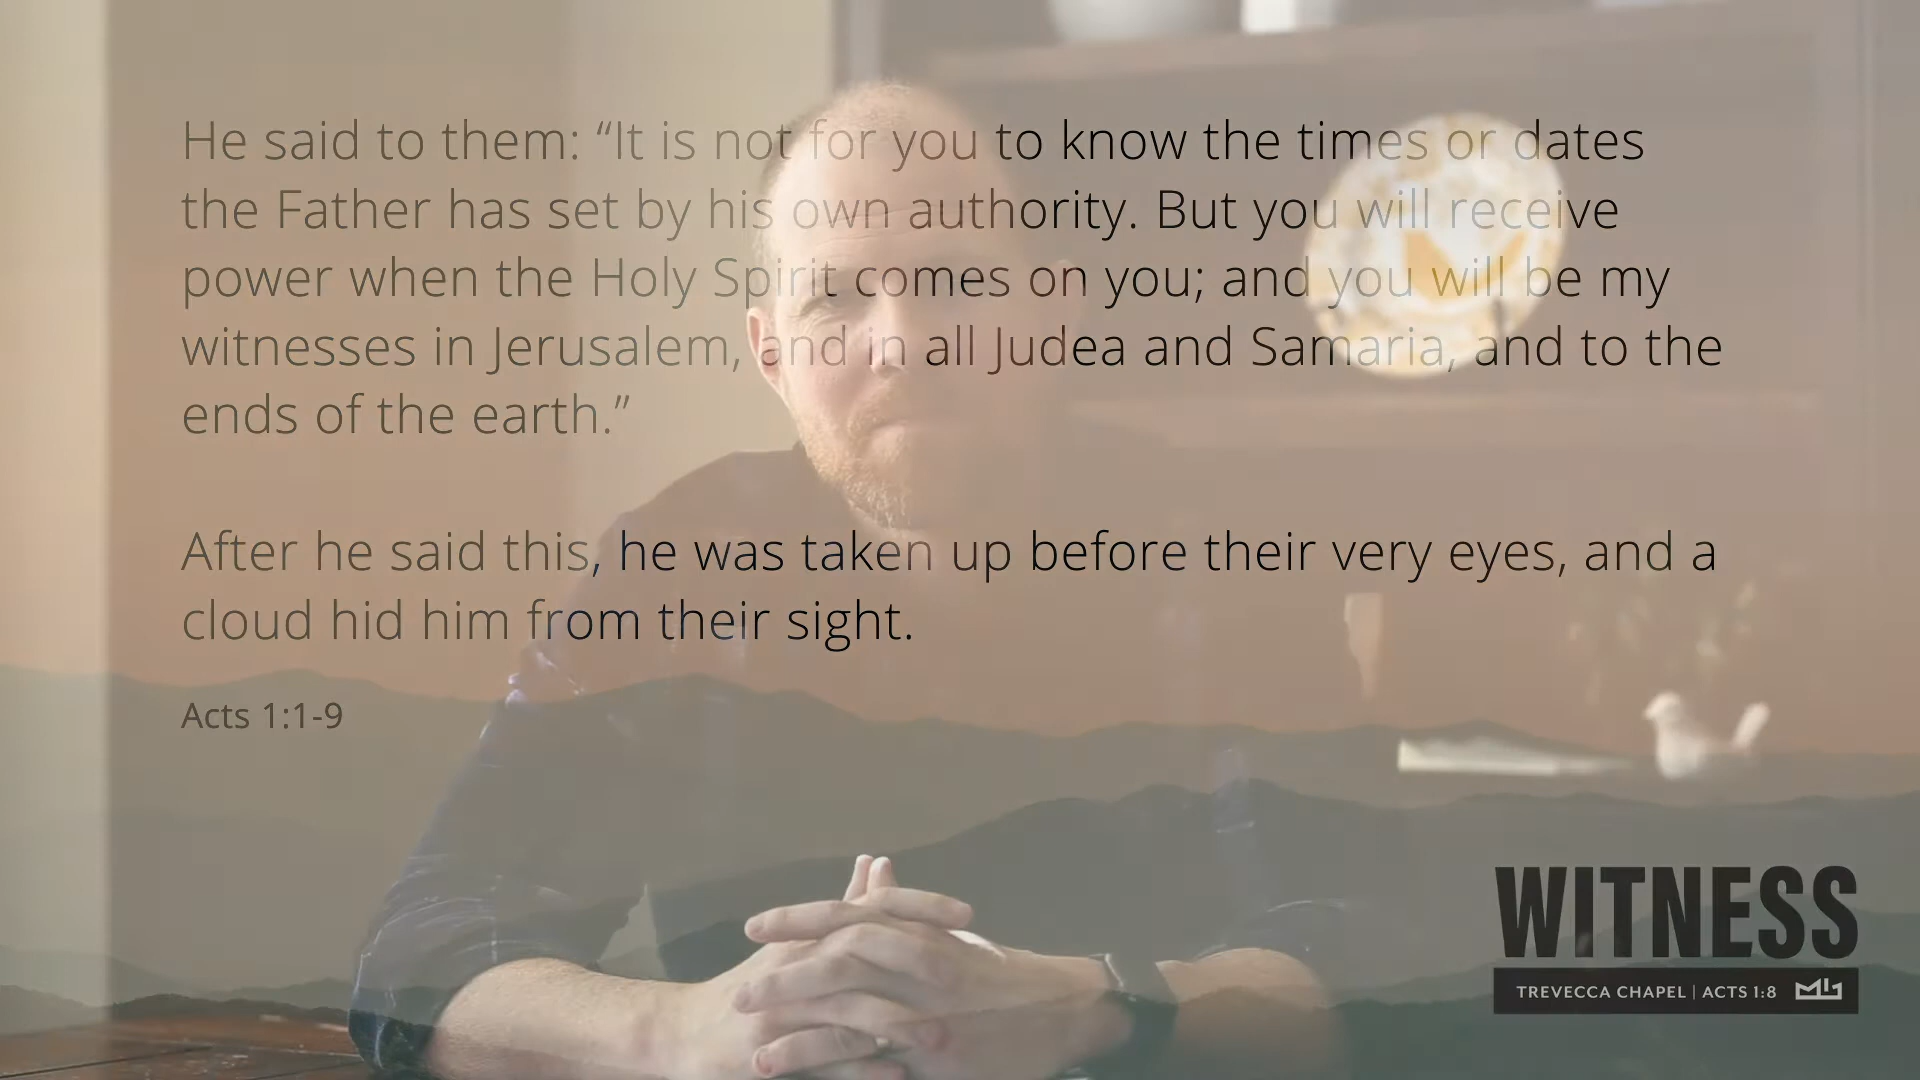 He said to them: “It is not for you to know the times or dates
the Father has set by his own authority. But you will receive
power when the Holy Spirit comes on you; and you will be my
witnesses in Jerusalem, and in all Judea and Samaria, and to the
ends of the earth.”
After he said this, he was taken up before their very eyes, and a
cloud hid him from their sight.
Acts 1:1-9
WITNESS
TREVECCA CHAPEL | ACTS 1:8